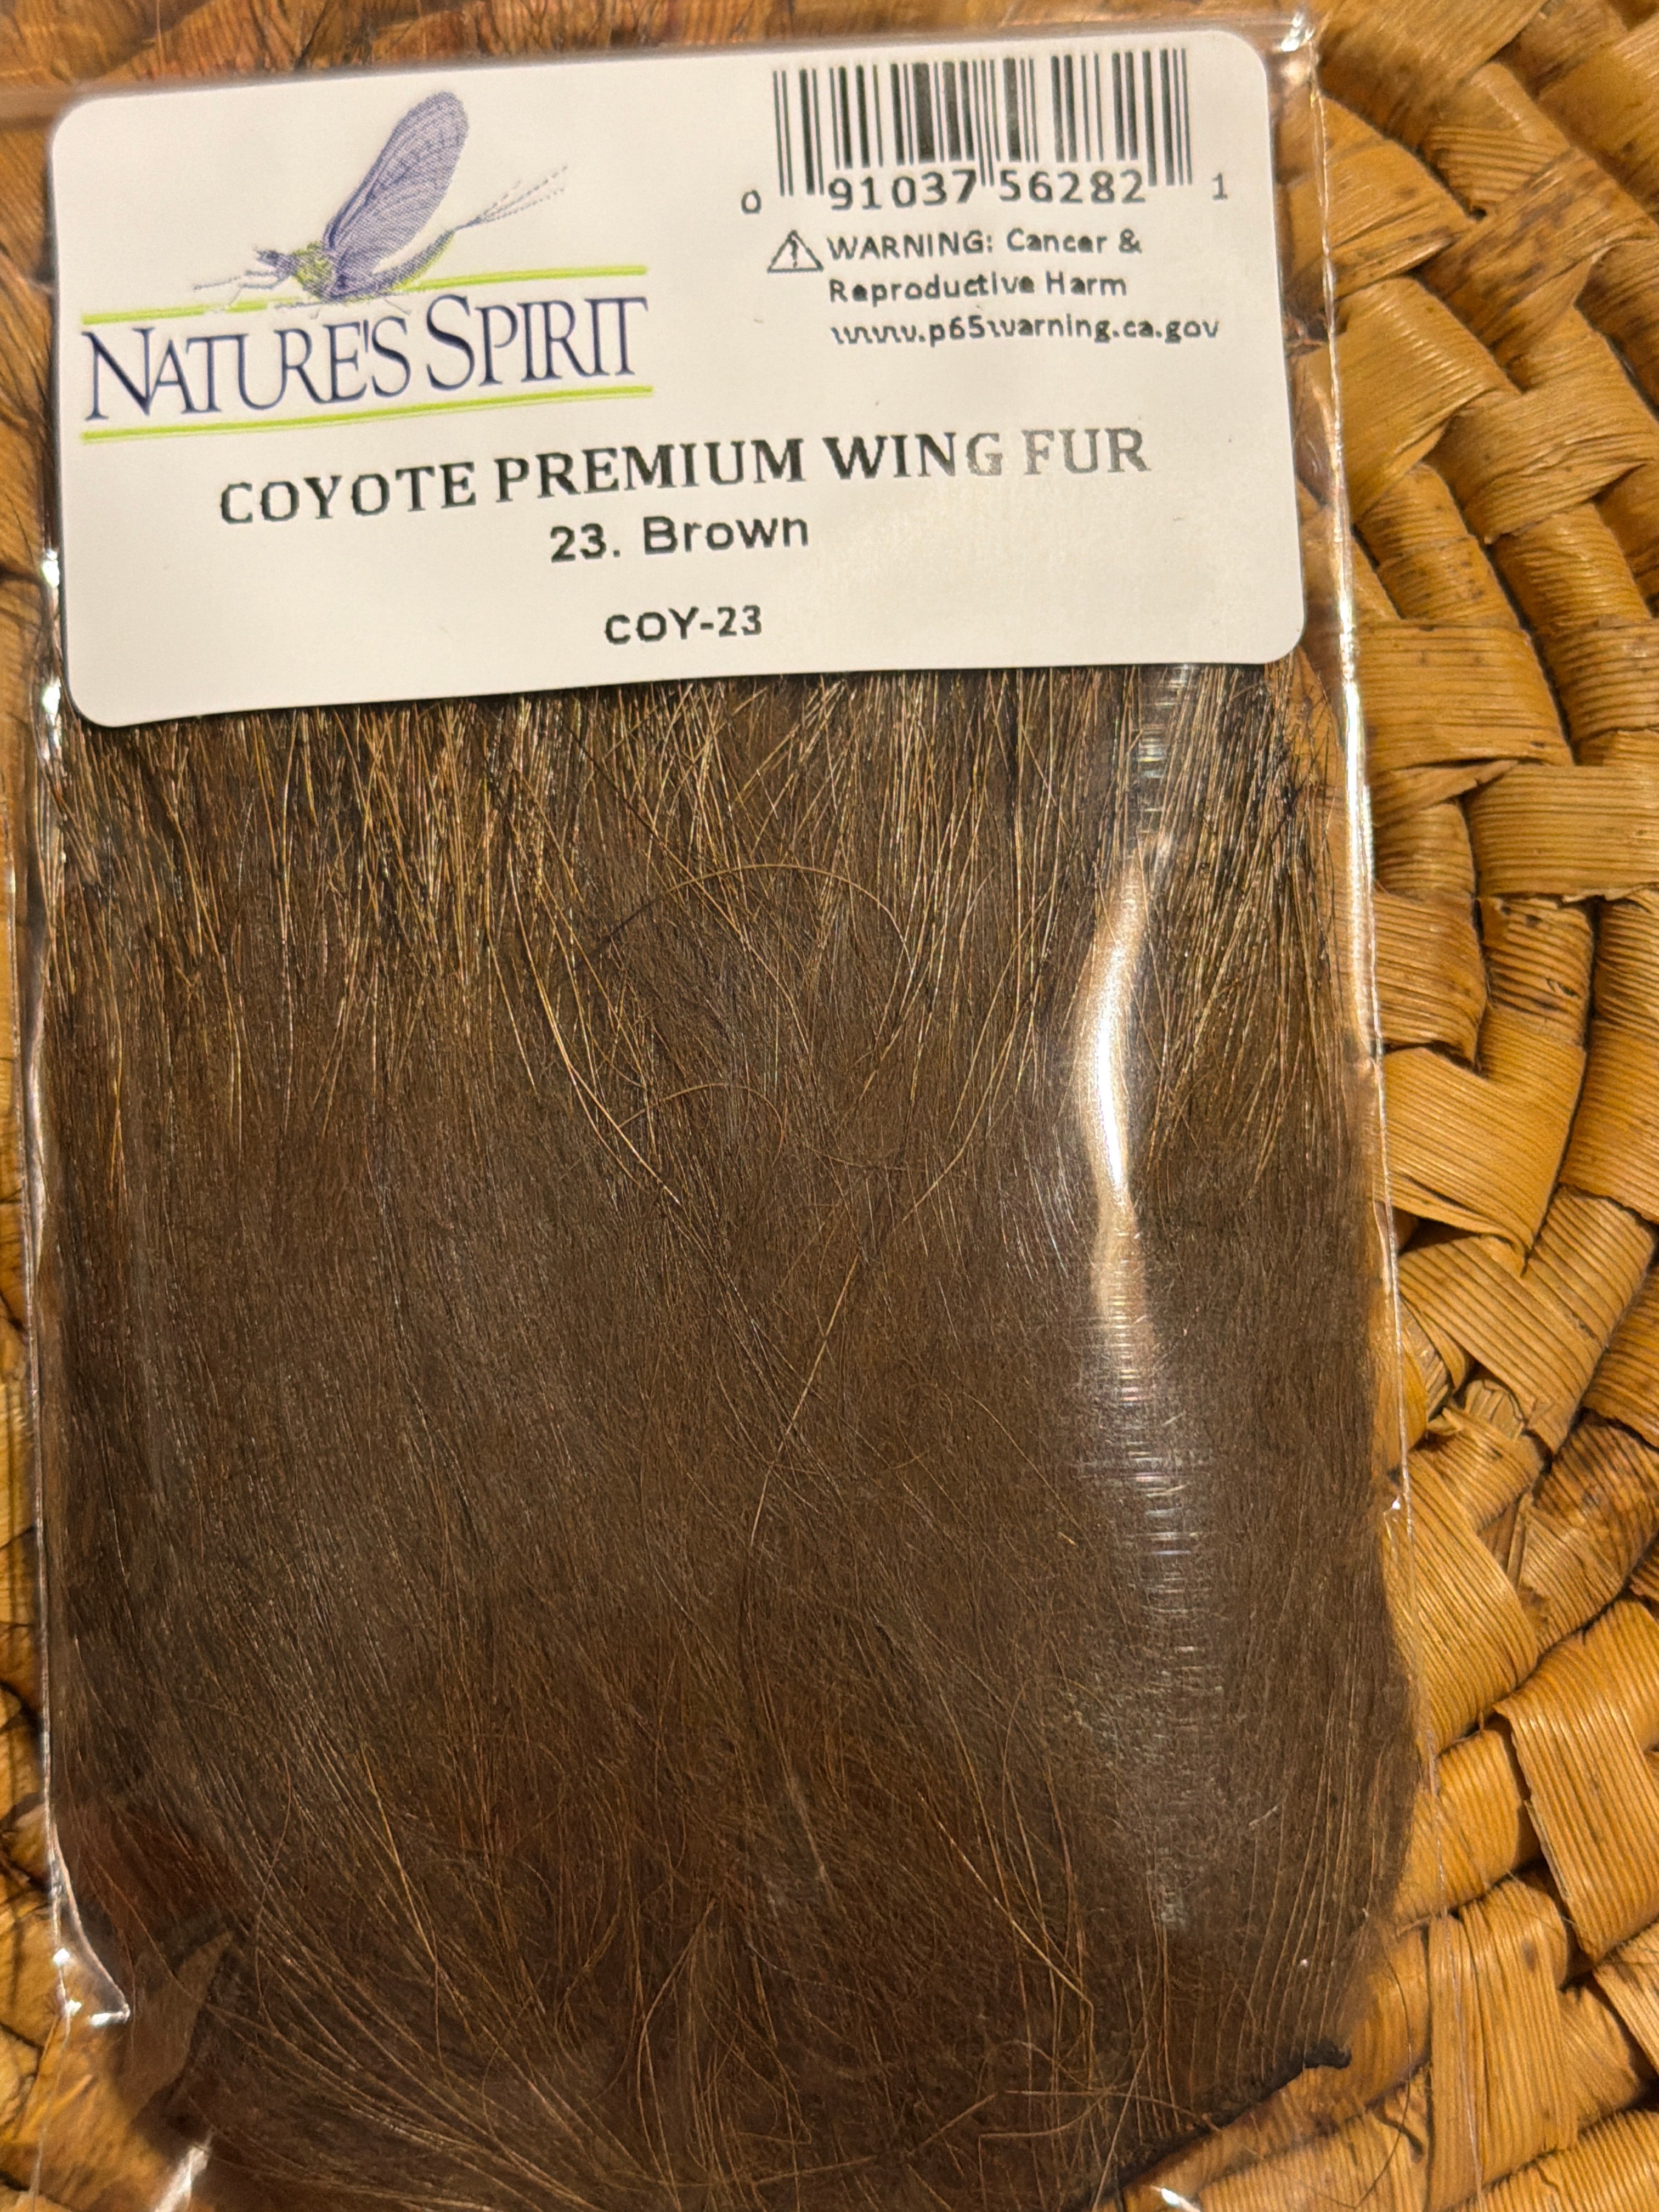 0 91037 56282 1
WARNING: Cancer &
Reproductive Harm
www.p65warning.ca.gov
NATURE'S SPIRIT
COYOTE PREMIUM WING FUR
23. Brown
COY-23